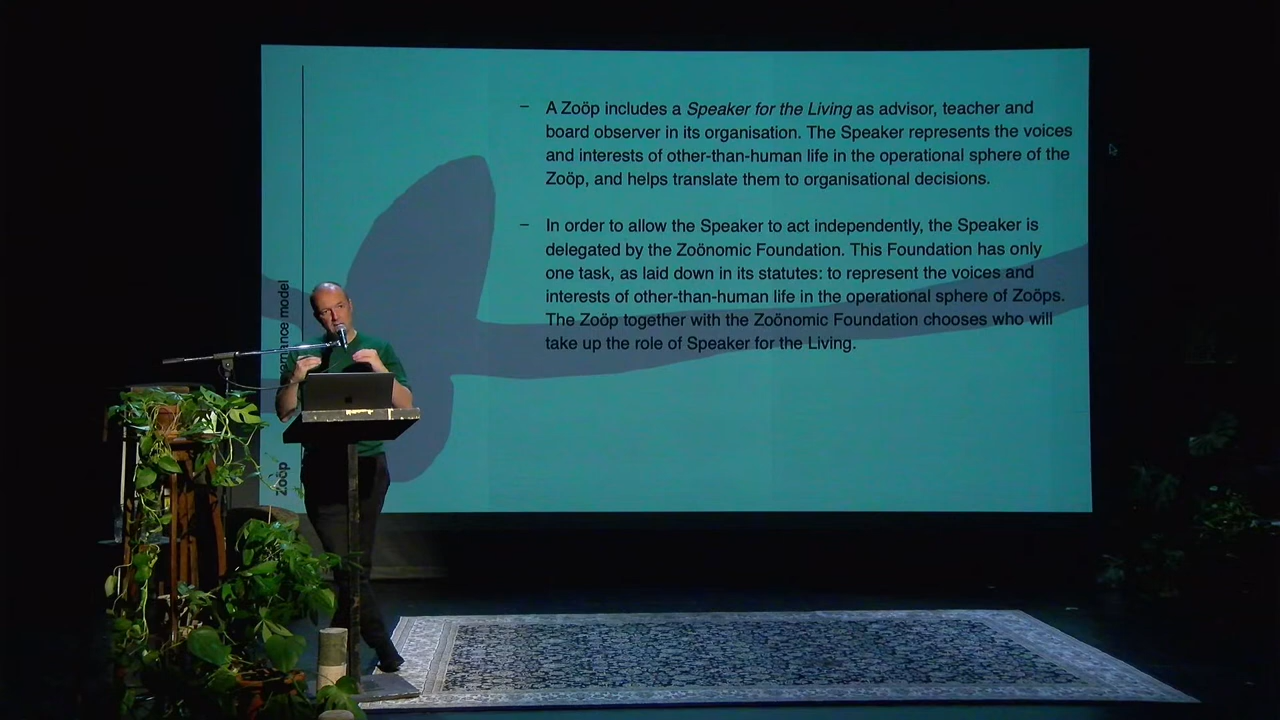 – A Zoöp includes a Speaker for the Living as advisor, teacher and
board observer in its organisation. The Speaker represents the voices
and interests of other-than-human life in the operational sphere of the
Zoöp, and helps translate them to organisational decisions.
– In order to allow the Speaker to act independently, the Speaker is
delegated by the Zoönomic Foundation. This Foundation has only
one task, as laid down in its statutes: to represent the voices and
interests of other-than-human life in the operational sphere of Zoöps.
The Zoöp together with the Zoönomic Foundation chooses who will
take up the role of Speaker for the Living.
Zoöp
model